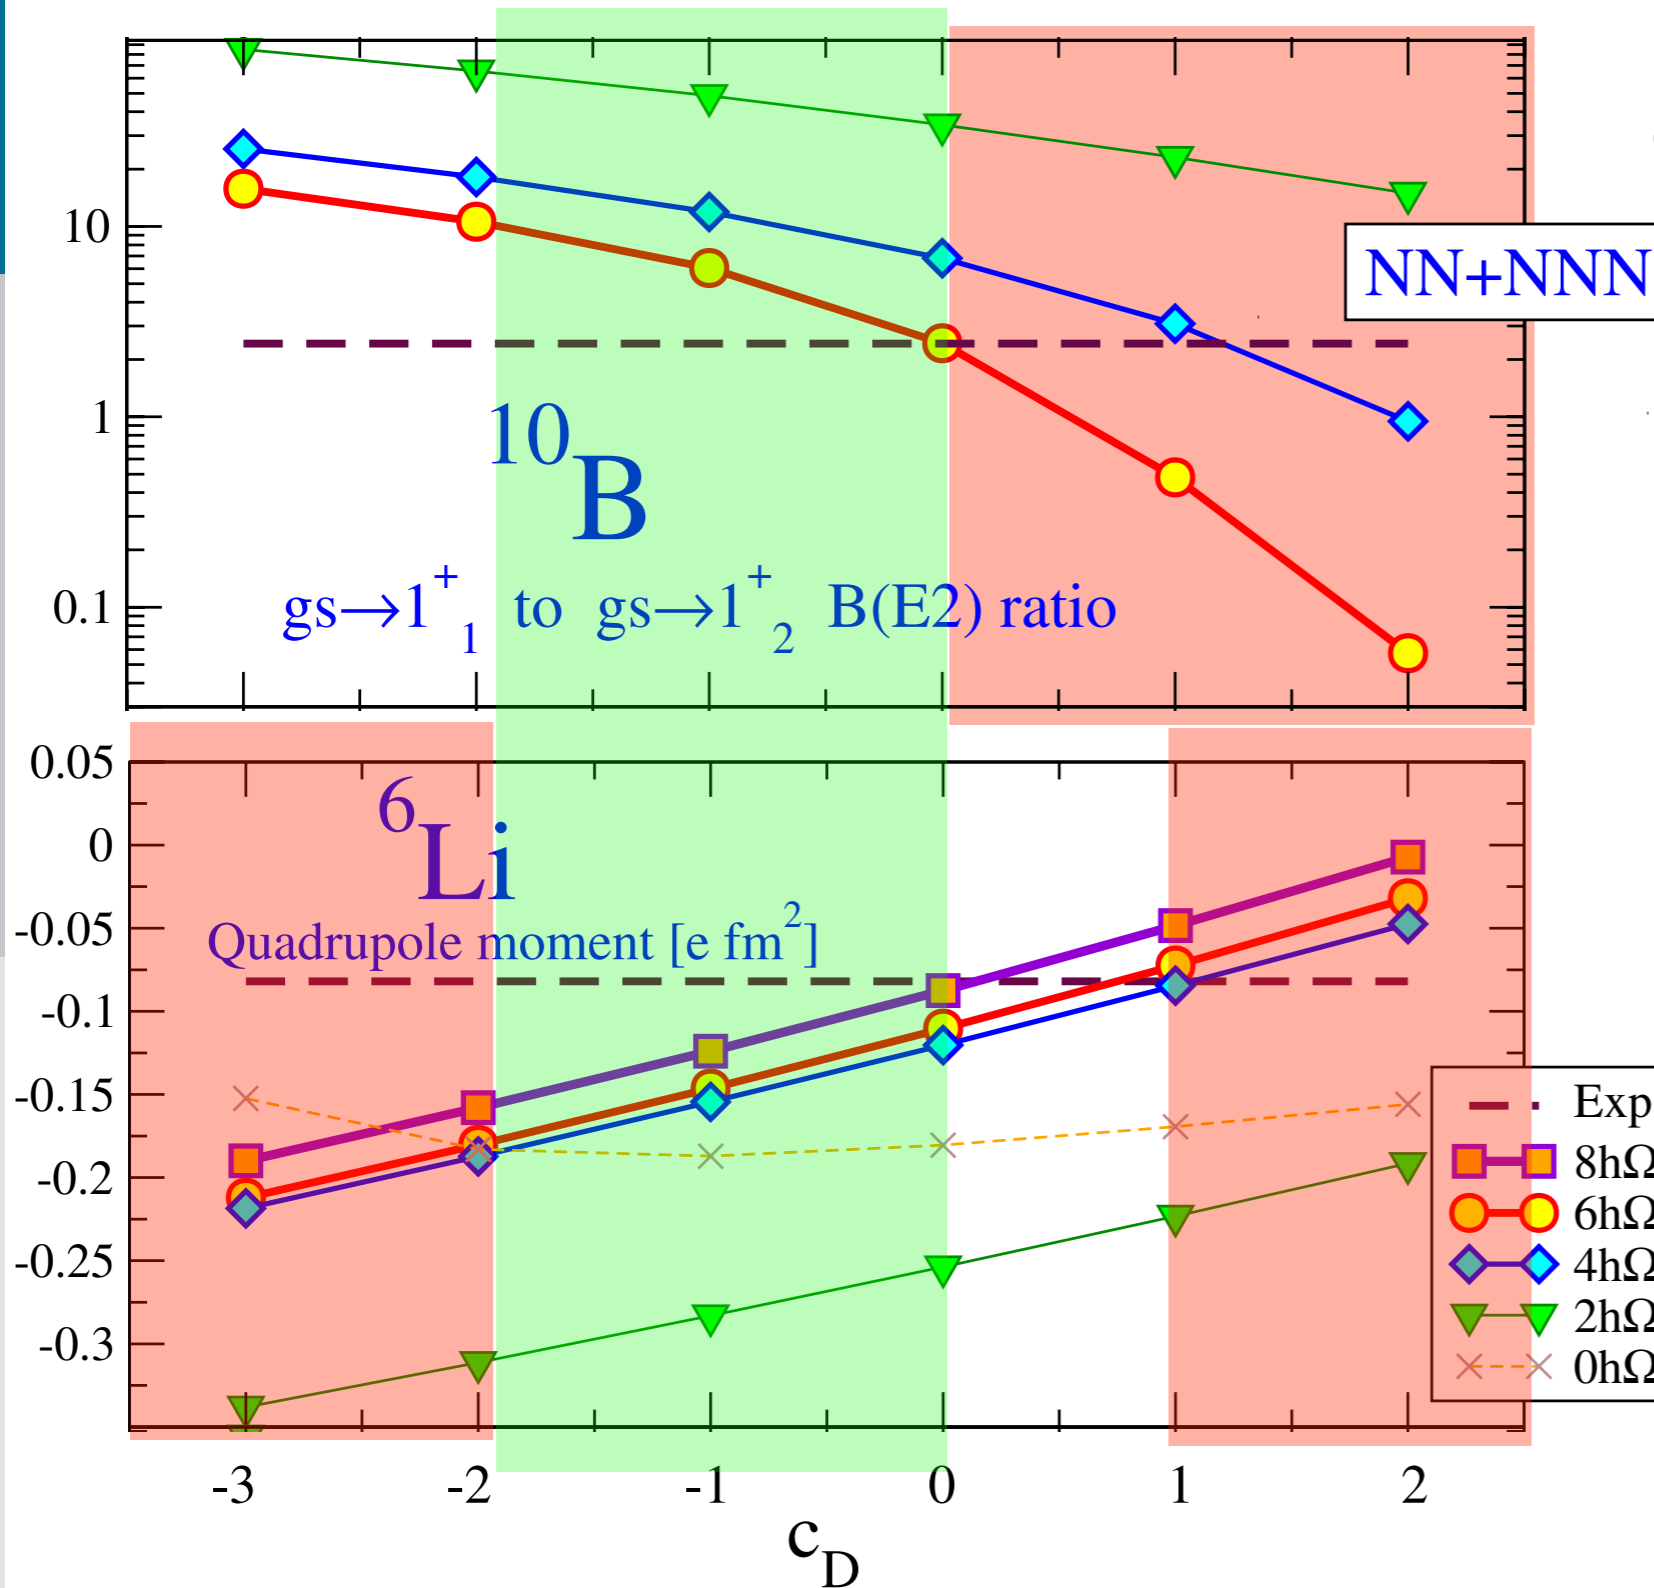 10
1
0.1
NN+NNN
10B
gs→1+1 to gs→1+2 B(E2) ratio
0.05
0
-0.05
-0.1
-0.15
-0.2
-0.25
-0.3
6Li
Quadrupole moment [e fm2]
Exp
8hΩ
6hΩ
4hΩ
2hΩ
0hΩ
-3 -2 -1 0 1 2
cD